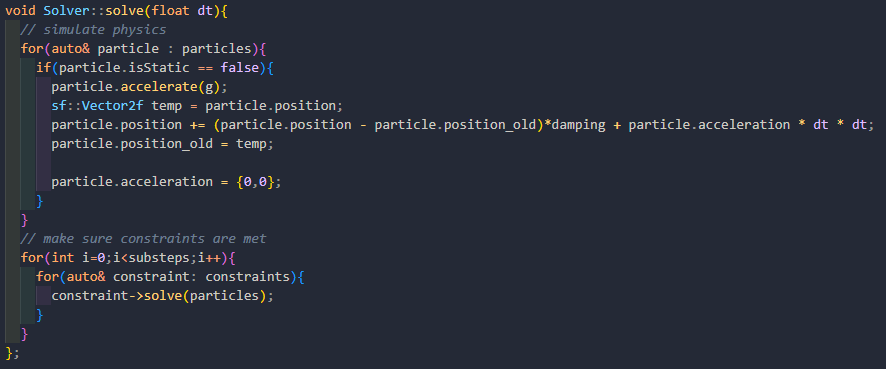 void Solver::solve(float dt){
  // simulate physics
  for(auto& particle : particles){
    if(particle.isStatic == false){
      particle.accelerate(g);
      sf::Vector2f temp = particle.position;
      particle.position += (particle.position - particle.position_old)*damping + particle.acceleration * dt * dt;
      particle.position_old = temp;

      particle.acceleration = {0,0};
    }
  }
  // make sure constraints are met
  for(int i=0;i<substeps;i++){
    for(auto& constraint: constraints){
      constraint->solve(particles);
    }
  }
};